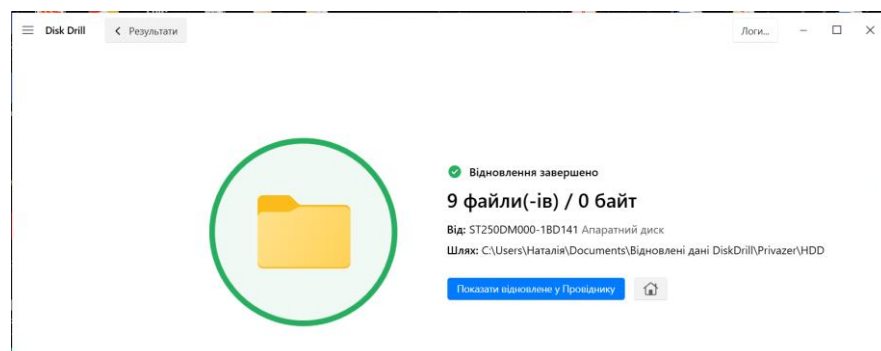 Disk Drill
Результати
Логи...
Відновлення завершено
9 файли(-ів) / 0 байт
Від: ST250DM000-1BD141 Апаратний диск
Шлях: C:\Users\Наталія\Documents\Відновлені дані DiskDrill\Privazer\HDD
Показати відновлене у Провіднику